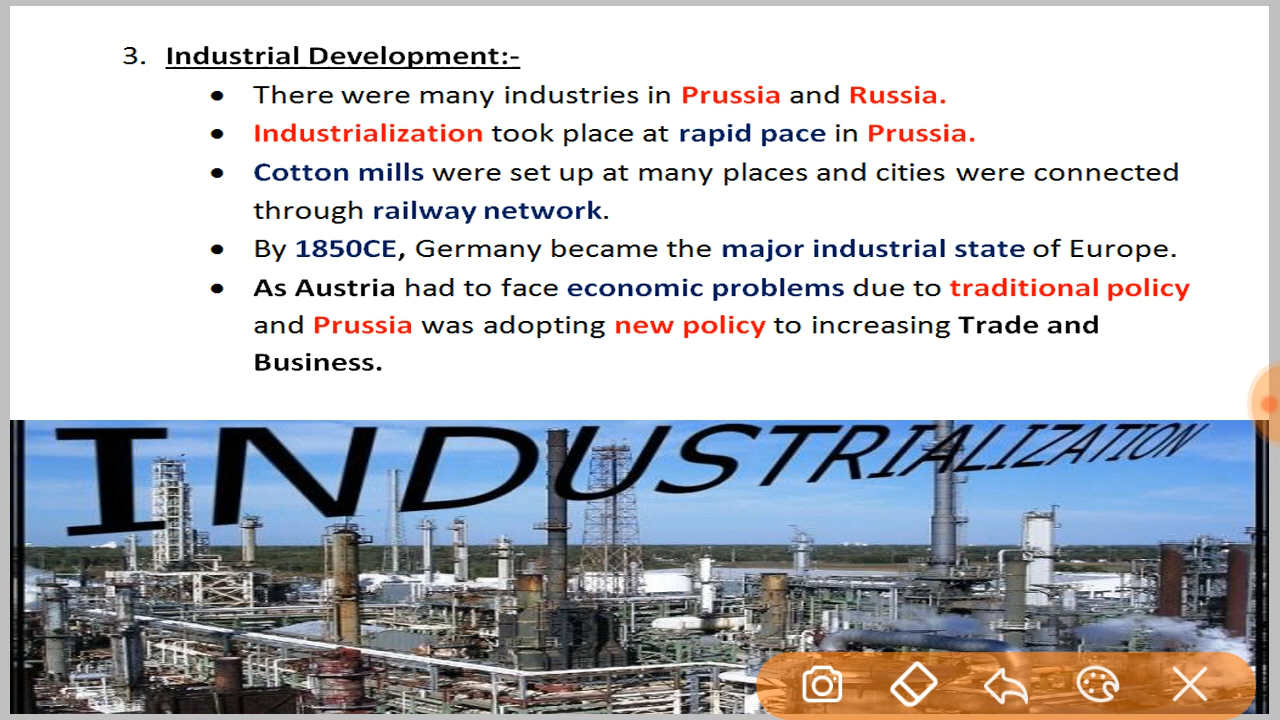 3. Industrial Development:-
• There were many industries in Prussia and Russia.
• Industrialization took place at rapid pace in Prussia.
• Cotton mills were set up at many places and cities were connected
through railway network.
• By 1850CE, Germany became the major industrial state of Europe.
• As Austria had to face economic problems due to traditional policy
and Prussia was adopting new policy to increasing Trade and
Business.
INDUSTRIALIZATION